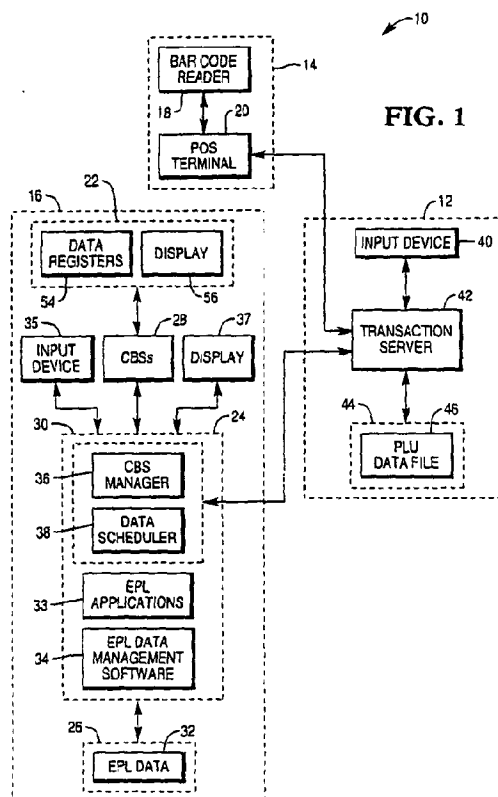 10
BAR CODE
READER
14
18
20
FIG. 1
POS
TERMINAL
16
22
12
DATA
REGISTERS
DISPLAY
INPUT DEVICE
40
54
56
42
35
28
37
INPUT
DEVICE
CBSs
DISPLAY
TRANSACTION
SERVER
30
24
44
46
36
CBS
MANAGER
PLU
DATA FILE
38
DATA
SCHEDULER
33
EPL
APPLICATIONS
34
EPL DATA
MANAGEMENT
SOFTWARE
26
32
EPL DATA